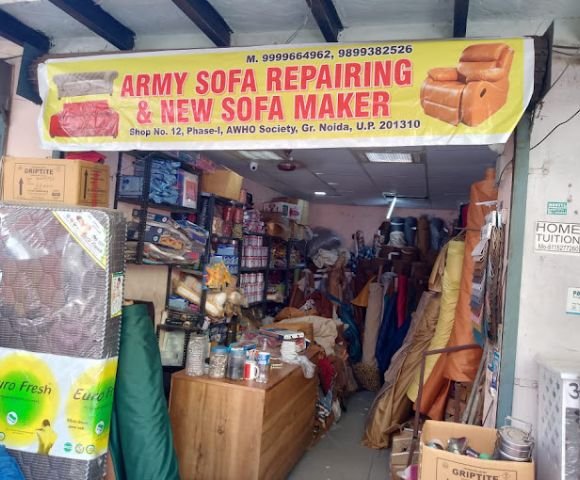 M. 9999664962, 9899382526
ARMY SOFA REPAIRING
& NEW SOFA MAKER
Shop No. 12, Phase-I, AWHO Society, Gr. Noida, U.P. 201310
GRIPTITE
HOME
TUITION
Euro Fresh
Euro Fresh
GRIPTITE